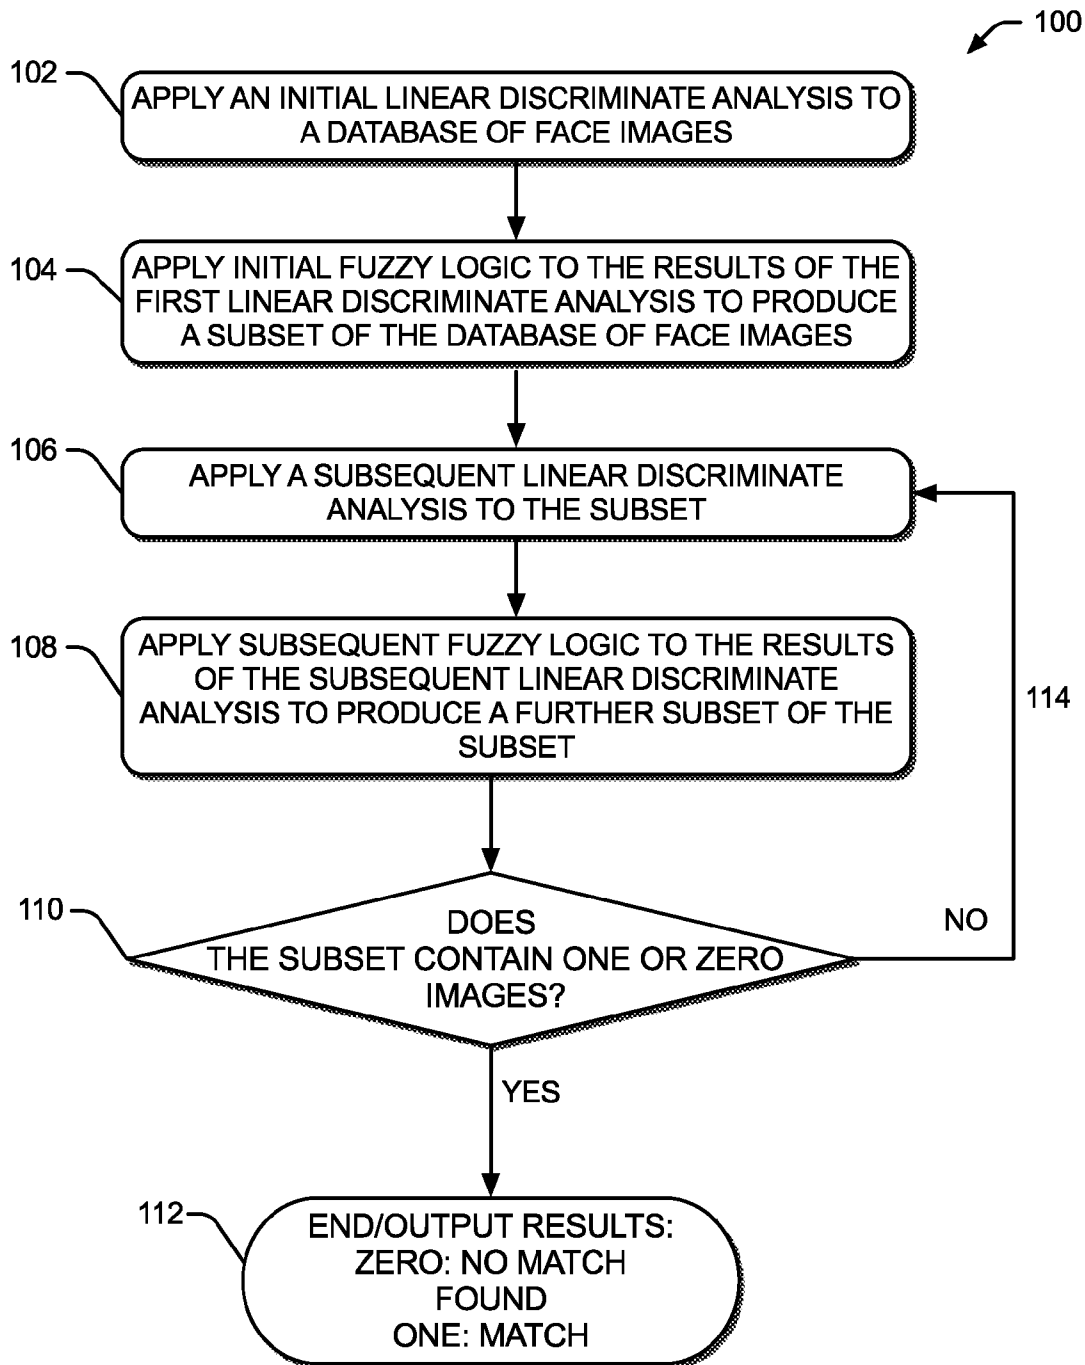 100
102
APPLY AN INITIAL LINEAR DISCRIMINATE ANALYSIS TO
A DATABASE OF FACE IMAGES
104
APPLY INITIAL FUZZY LOGIC TO THE RESULTS OF THE
FIRST LINEAR DISCRIMINATE ANALYSIS TO PRODUCE
A SUBSET OF THE DATABASE OF FACE IMAGES
106
APPLY A SUBSEQUENT LINEAR DISCRIMINATE
ANALYSIS TO THE SUBSET
108
APPLY SUBSEQUENT FUZZY LOGIC TO THE RESULTS
OF THE SUBSEQUENT LINEAR DISCRIMINATE
ANALYSIS TO PRODUCE A FURTHER SUBSET OF THE
SUBSET
114
110
DOES
THE SUBSET CONTAIN ONE OR ZERO
IMAGES?
NO
YES
112
END/OUTPUT RESULTS:
ZERO: NO MATCH
FOUND
ONE: MATCH